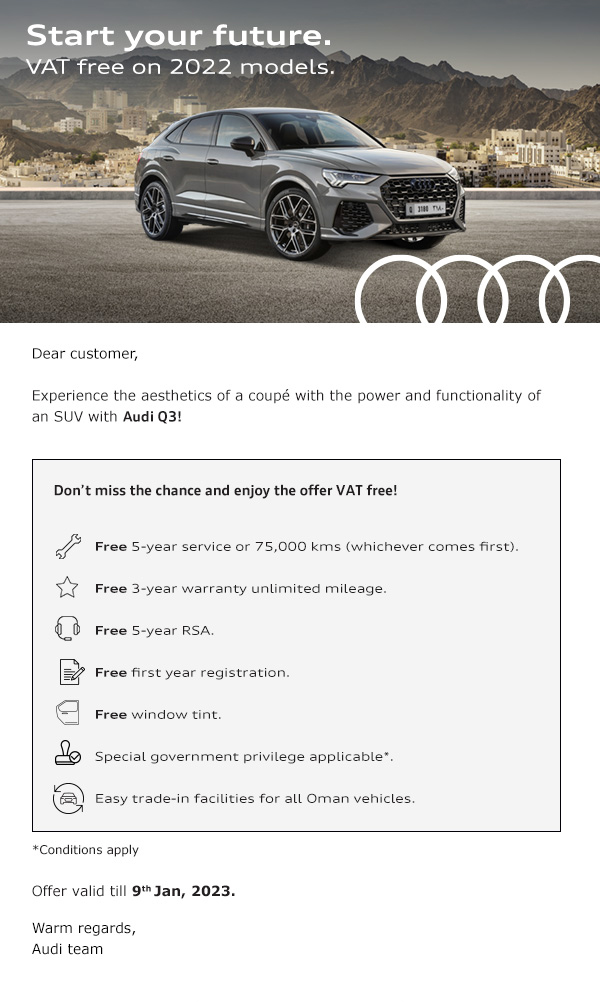 Start your future.
VAT free on 2022 models.
Dear customer,
Experience the aesthetics of a coupé with the power and functionality of
an SUV with Audi Q3!
Don't miss the chance and enjoy the offer VAT free!
Free 5-year service or 75,000 kms (whichever comes first).
Free 3-year warranty unlimited mileage.
Free 5-year RSA.
Free first year registration.
Free window tint.
Special government privilege applicable*.
Easy trade-in facilities for all Oman vehicles.
*Conditions apply
Offer valid till 9th Jan, 2023.
Warm regards,
Audi team